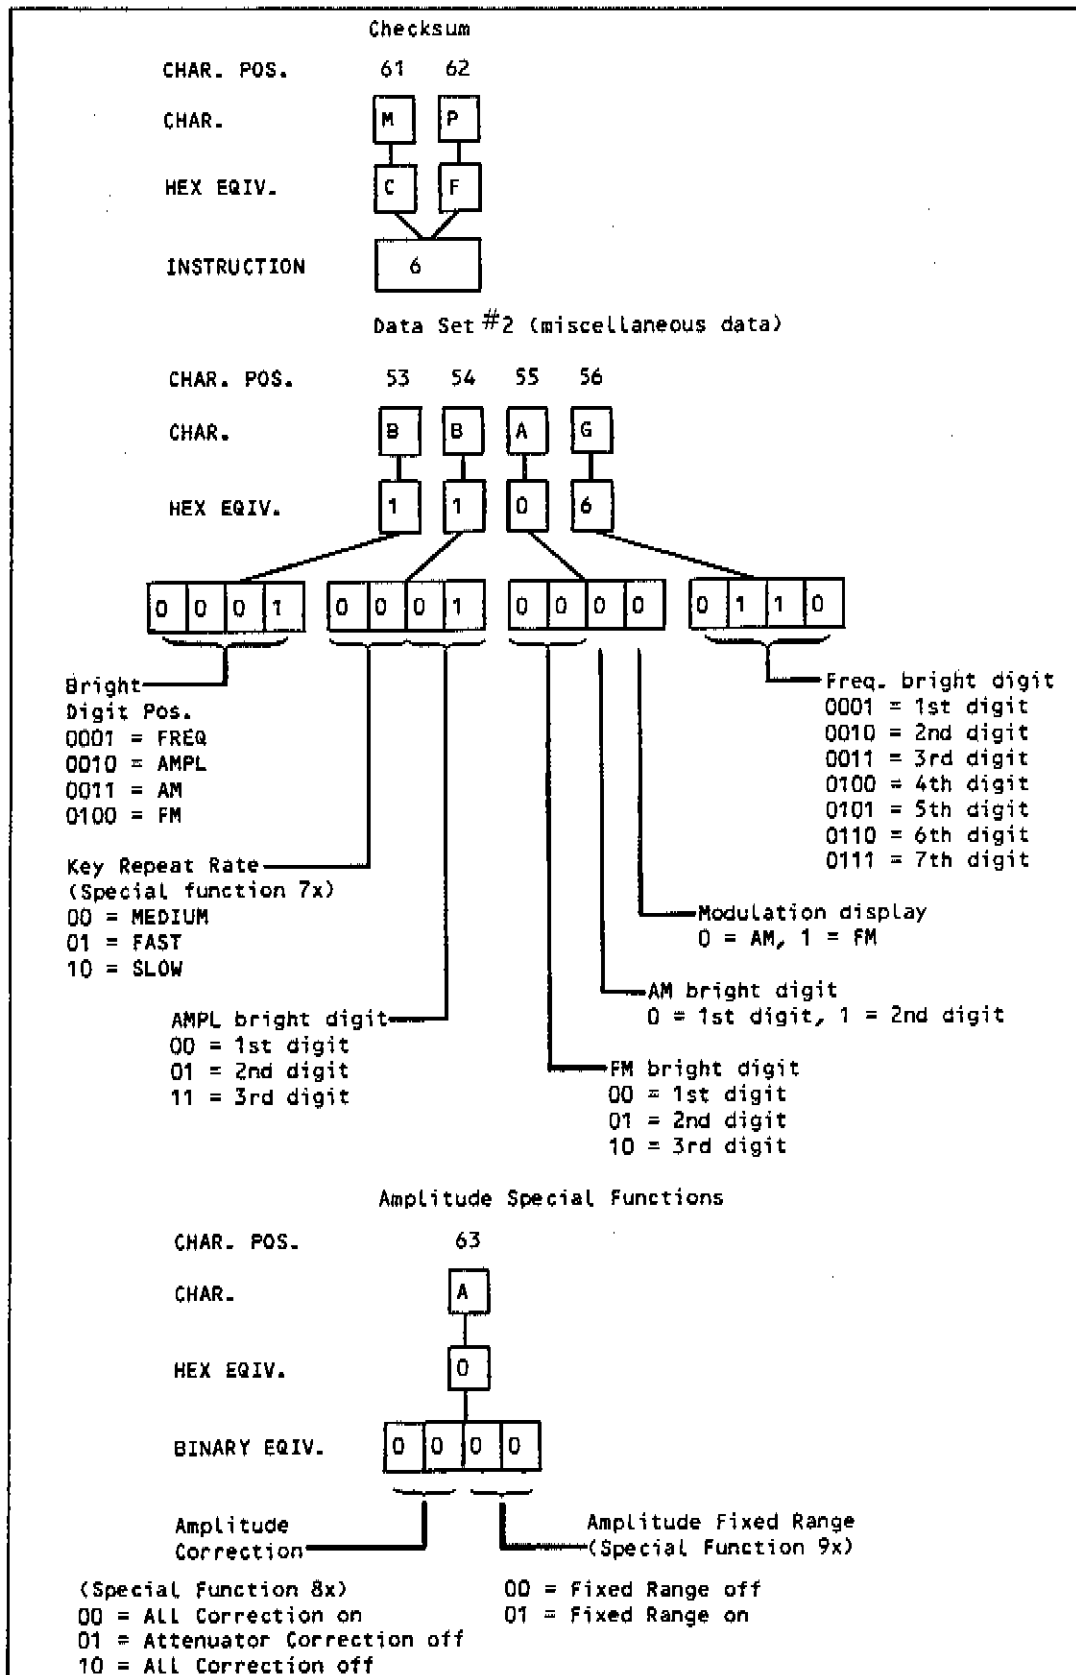 Checksum
CHAR. POS. 61 62
CHAR. M P
HEX EQIV. C F
INSTRUCTION 6
Data Set #2 (miscellaneous data)
CHAR. POS. 53 54 55 56
CHAR. B B A G
HEX EQIV. 1 1 0 6
0 0 0 1 0 0 0 1 0 0 0 0 0 1 1 0
Bright
Digit Pos.
0001 = FREQ
0010 = AMPL
0011 = AM
0100 = FM
Freq. bright digit
0001 = 1st digit
0010 = 2nd digit
0011 = 3rd digit
0100 = 4th digit
0101 = 5th digit
0110 = 6th digit
0111 = 7th digit
Key Repeat Rate
(Special function 7x)
00 = MEDIUM
01 = FAST
10 = SLOW
Modulation display
0 = AM, 1 = FM
AM bright digit
0 = 1st digit, 1 = 2nd digit
AMPL bright digit
00 = 1st digit
01 = 2nd digit
11 = 3rd digit
FM bright digit
00 = 1st digit
01 = 2nd digit
10 = 3rd digit
Amplitude Special Functions
CHAR. POS. 63
CHAR. A
HEX EQIV. 0
BINARY EQIV. 0 0 0 0
Amplitude
Correction
(Special Function 8x)
00 = All Correction on
01 = Attenuator Correction off
10 = All Correction off
Amplitude Fixed Range
(Special Function 9x)
00 = Fixed Range off
01 = Fixed Range on